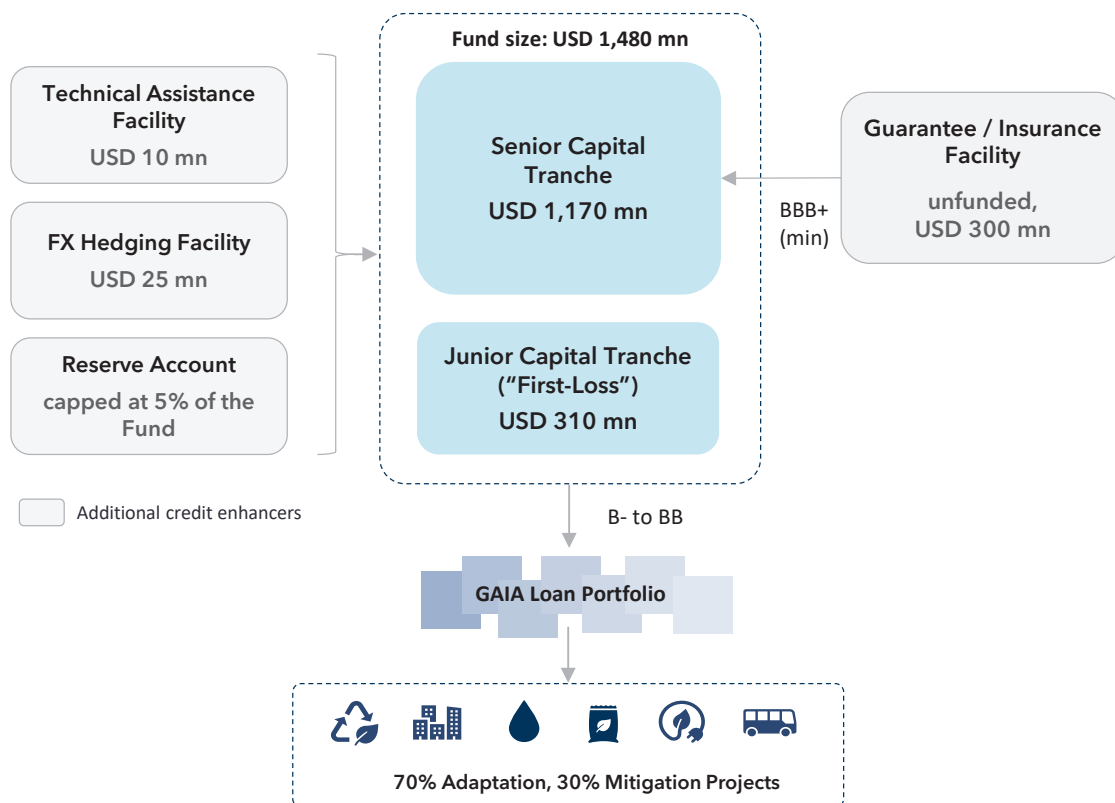 Fund size: USD 1,480 mn
Technical Assistance
Facility
USD 10 mn
FX Hedging Facility
USD 25 mn
Reserve Account
capped at 5% of the
Fund
Additional credit enhancers
Senior Capital
Tranche
USD 1,170 mn
Junior Capital Tranche
(“First-Loss”)
USD 310 mn
BBB+
(min)
Guarantee / Insurance
Facility
unfunded,
USD 300 mn
B- to BB
GAIA Loan Portfolio
70% Adaptation, 30% Mitigation Projects